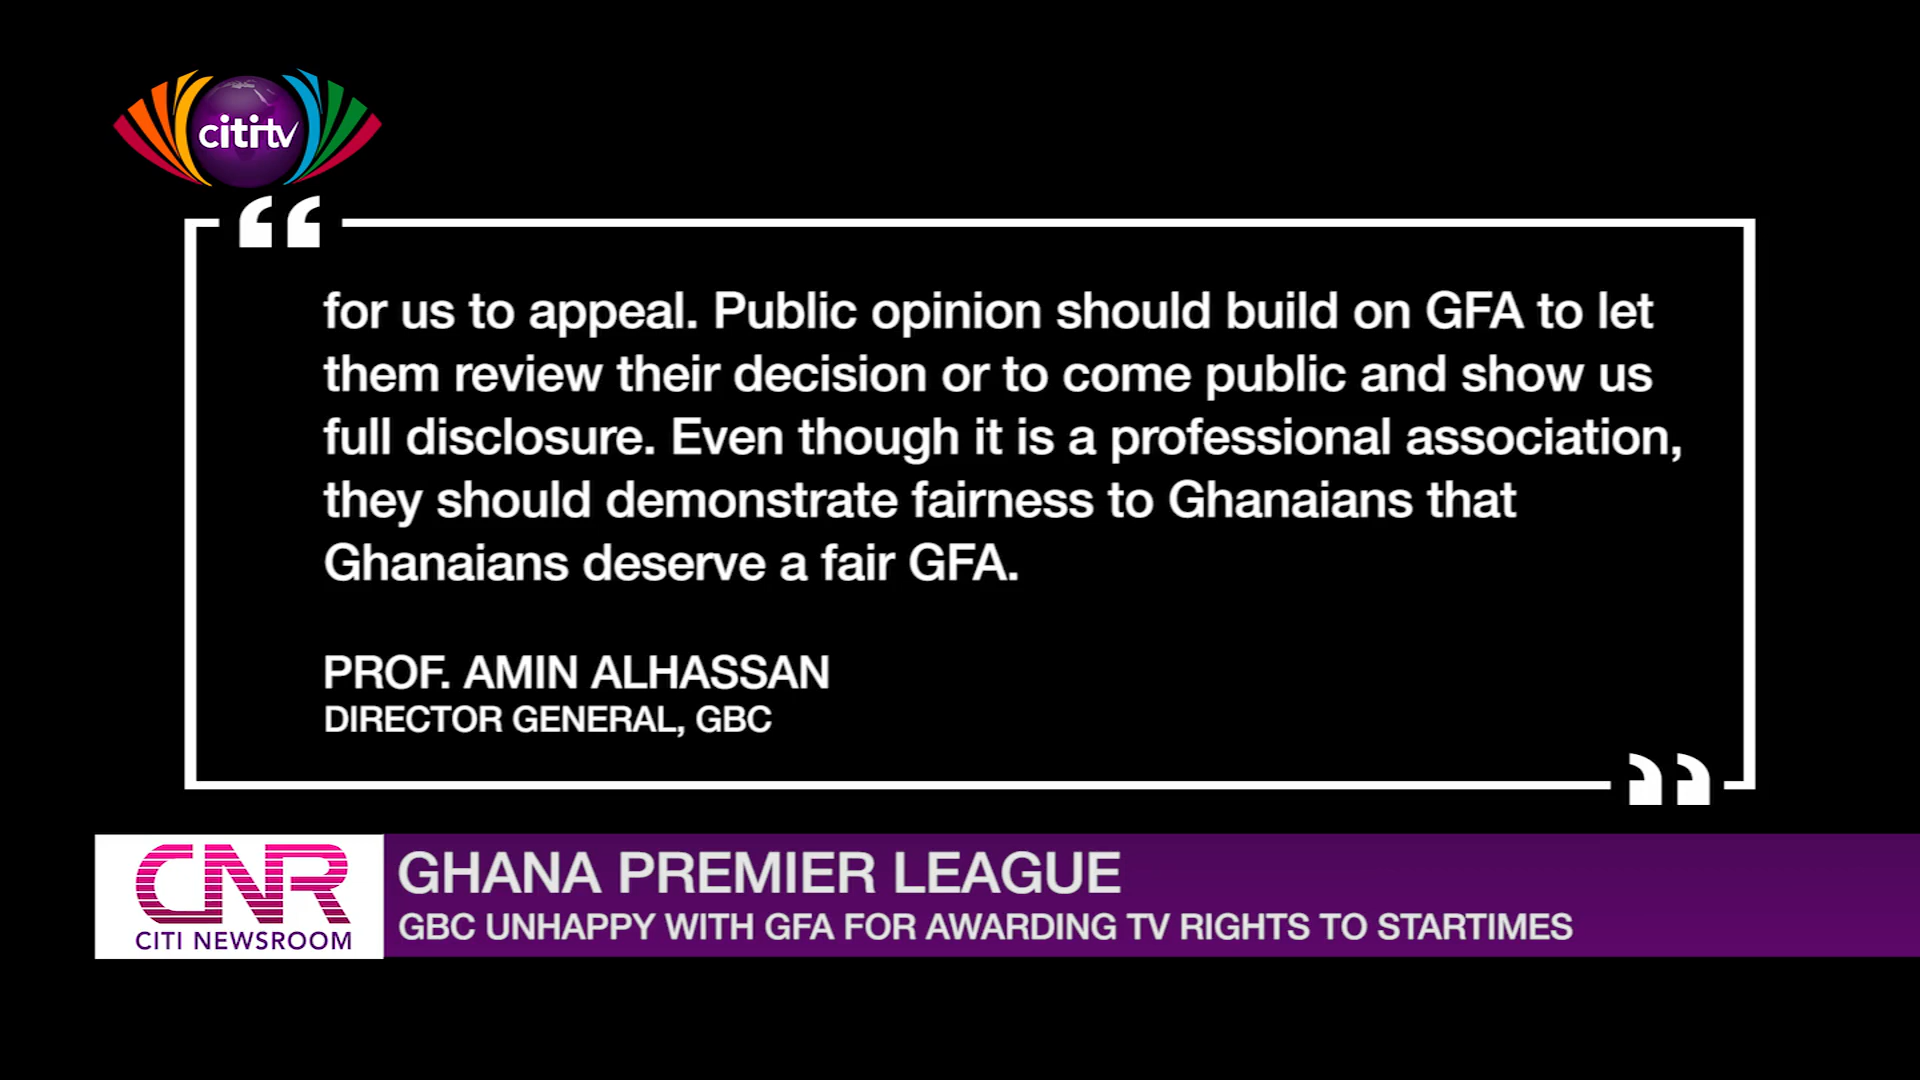 cititv
“
for us to appeal. Public opinion should build on GFA to let
them review their decision or to come public and show us
full disclosure. Even though it is a professional association,
they should demonstrate fairness to Ghanaians that
Ghanaians deserve a fair GFA.
PROF. AMIN ALHASSAN
DIRECTOR GENERAL, GBC
”
CNR
CITI NEWSROOM
GHANA PREMIER LEAGUE
GBC UNHAPPY WITH GFA FOR AWARDING TV RIGHTS TO STARTIMES